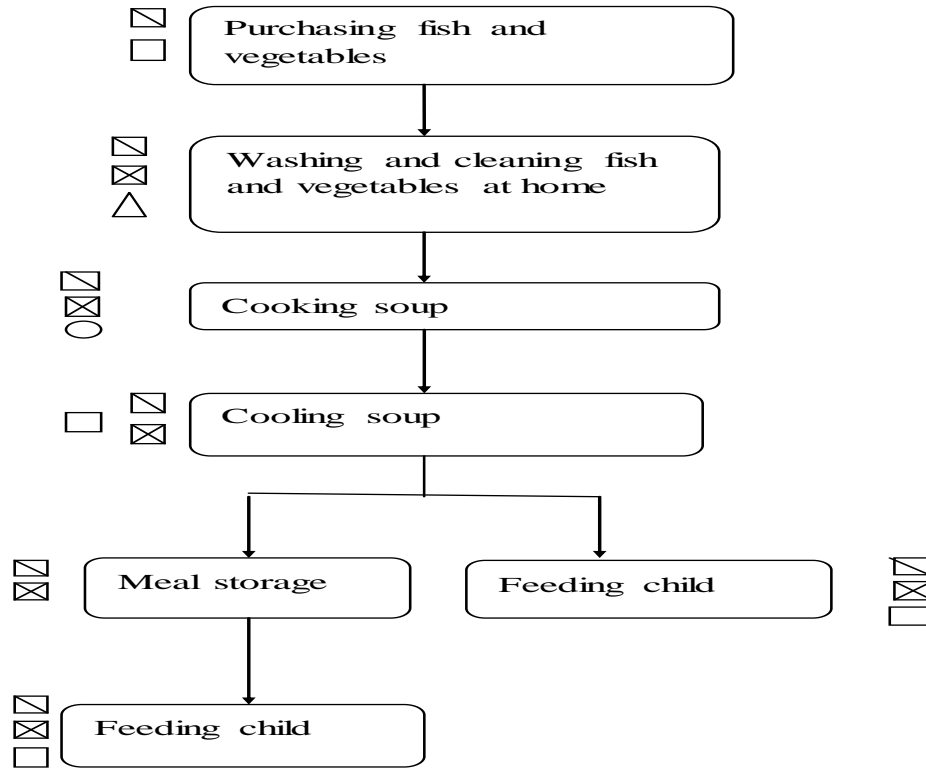 Purchasing fish and
vegetables
Washing and cleaning fish
and vegetables at home
Cooking soup
Cooling soup
Meal storage
Feeding child
Feeding child